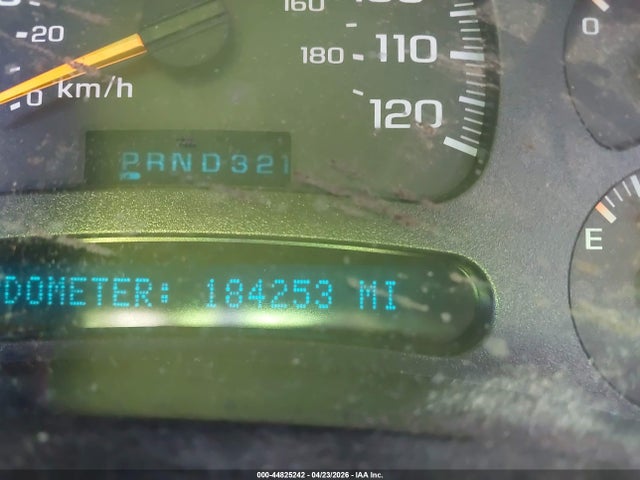 160
20
180 110
0 km/h
120
0
PRND321
E
DOMETER: 184253 MI
000-44825242 - 04/23/2026 - IAA Inc.